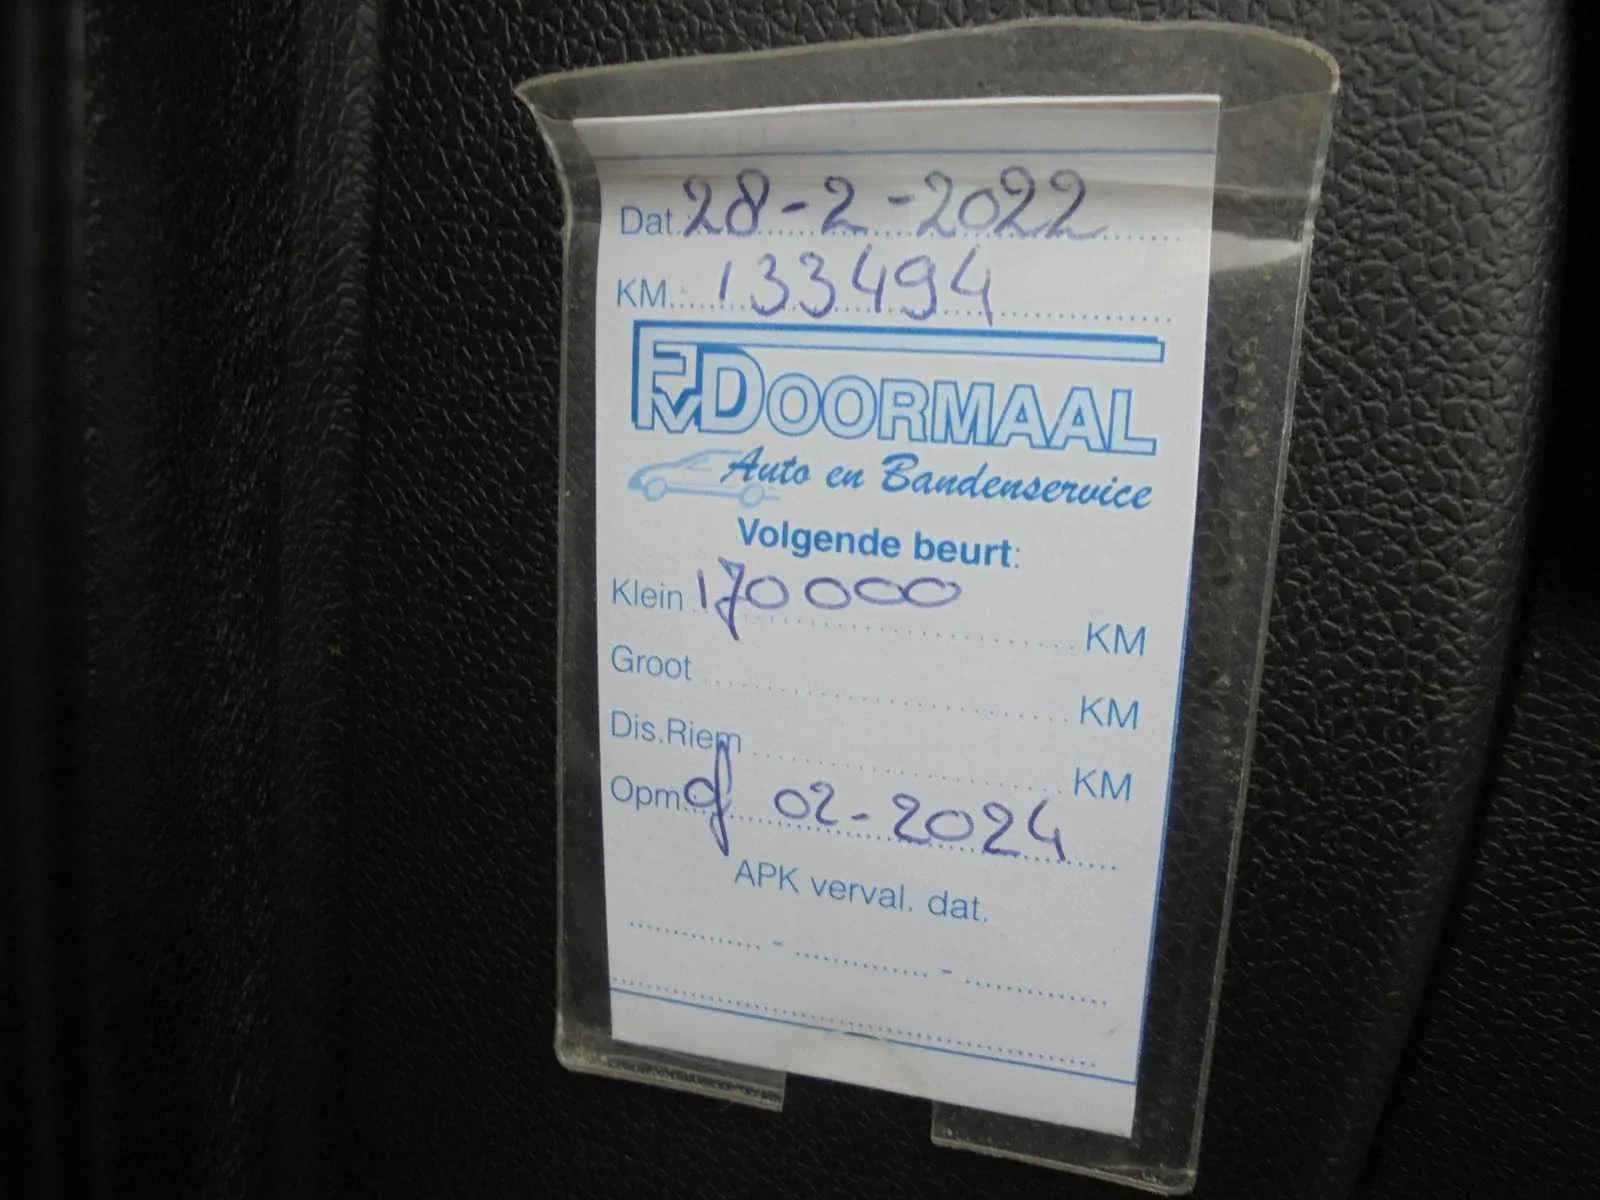 Dat. 28-2-2022
KM. 133494
PVDOORMAAL
Auto en Bandenservice
Volgende beurt:
Klein 170000 KM
Groot KM
Dis.Riem KM
Opm. of 02-2024
APK verval. dat.
- -